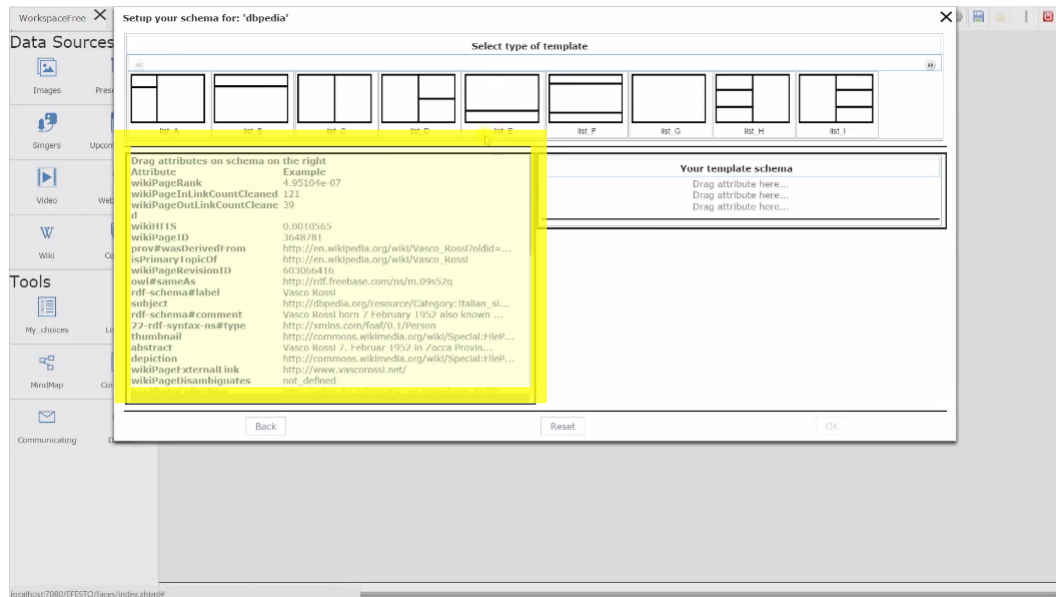 WorkspaceFree
Setup your schema for: 'dbpedia'
Data Sources
Images
Singers
Video
Wiki
Tools
My_choices
MindMap
Communicating
Select type of template
list_A list_B list_C list_D list_E list_F list_G list_H list_I
Drag attributes on schema on the right
Attribute Example
wikiPageRank 4.95104e-07
wikiPageInLinkCountCleaned 121
wikiPageOutLinkCountCleane 39
d
wikiHITS 0.0010565
wikiPageID 3648781
prov#wasDerivedFrom http://en.wikipedia.org/wiki/Vasco_Rossi?oldid=...
isPrimaryTopicOf http://en.wikipedia.org/wiki/Vasco_Rossi
wikiPageRevisionID 603066416
owl#sameAs http://rdf.freebase.com/ns/m.09s52q
rdf-schema#label Vasco Rossi
subject http://dbpedia.org/resource/Category:Italian_si...
rdf-schema#comment Vasco Rossi born 7 February 1952 also known ...
22-rdf-syntax-ns#type http://xmlns.com/foaf/0.1/Person
thumbnail http://commons.wikimedia.org/wiki/Special:FileP...
abstract Vasco Rossi 7. Februar 1952 in Zocca Provin...
depiction http://commons.wikimedia.org/wiki/Special:FileP...
wikiPageExternalLink http://www.vascorossi.net/
wikiPageDisambiguates not_defined
Your template schema
Drag attribute here...
Drag attribute here...
Drag attribute here...
Back Reset OK
localhost:7080/EFESTO/faces/index.xhtml#